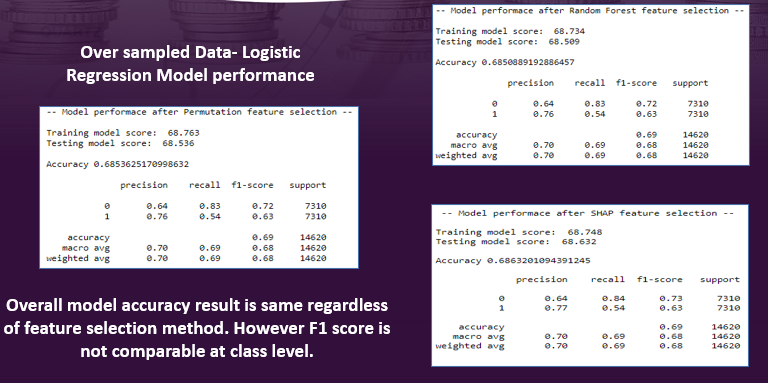 Over sampled Data- Logistic
Regression Model performance
-- Model performace after Permutation feature selection --
Training model score: 68.763
Testing model score: 68.536
Accuracy 0.6853625170998632
precision recall f1-score support
0 0.64 0.83 0.72 7310
1 0.76 0.54 0.63 7310
accuracy 0.69 14620
macro avg 0.70 0.69 0.68 14620
weighted avg 0.70 0.69 0.68 14620
Overall model accuracy result is same regardless
of feature selection method. However F1 score is
not comparable at class level.
-- Model performace after Random Forest feature selection --
Training model score: 68.734
Testing model score: 68.509
Accuracy 0.6850889192886457
precision recall f1-score support
0 0.64 0.83 0.72 7310
1 0.76 0.54 0.63 7310
accuracy 0.69 14620
macro avg 0.70 0.69 0.68 14620
weighted avg 0.70 0.69 0.68 14620
-- Model performace after SHAP feature selection --
Training model score: 68.748
Testing model score: 68.632
Accuracy 0.6863201094391245
precision recall f1-score support
0 0.64 0.84 0.73 7310
1 0.77 0.54 0.63 7310
accuracy 0.69 14620
macro avg 0.70 0.69 0.68 14620
weighted avg 0.70 0.69 0.68 14620